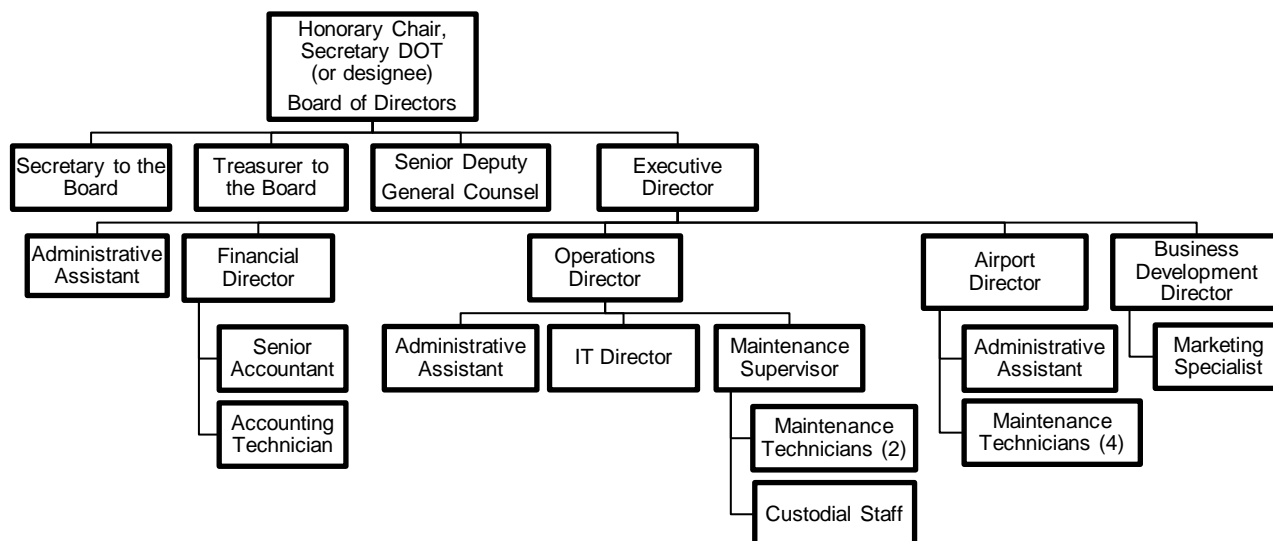 Honorary Chair,
Secretary DOT
(or designee)
Board of Directors
Secretary to the
Board
Treasurer to
the Board
Senior Deputy
General Counsel
Executive
Director
Administrative
Assistant
Financial
Director
Operations
Director
Airport
Director
Business
Development
Director
Senior
Accountant
Accounting
Technician
Administrative
Assistant
IT Director
Maintenance
Supervisor
Maintenance
Technicians (2)
Custodial Staff
Administrative
Assistant
Maintenance
Technicians (4)
Marketing
Specialist